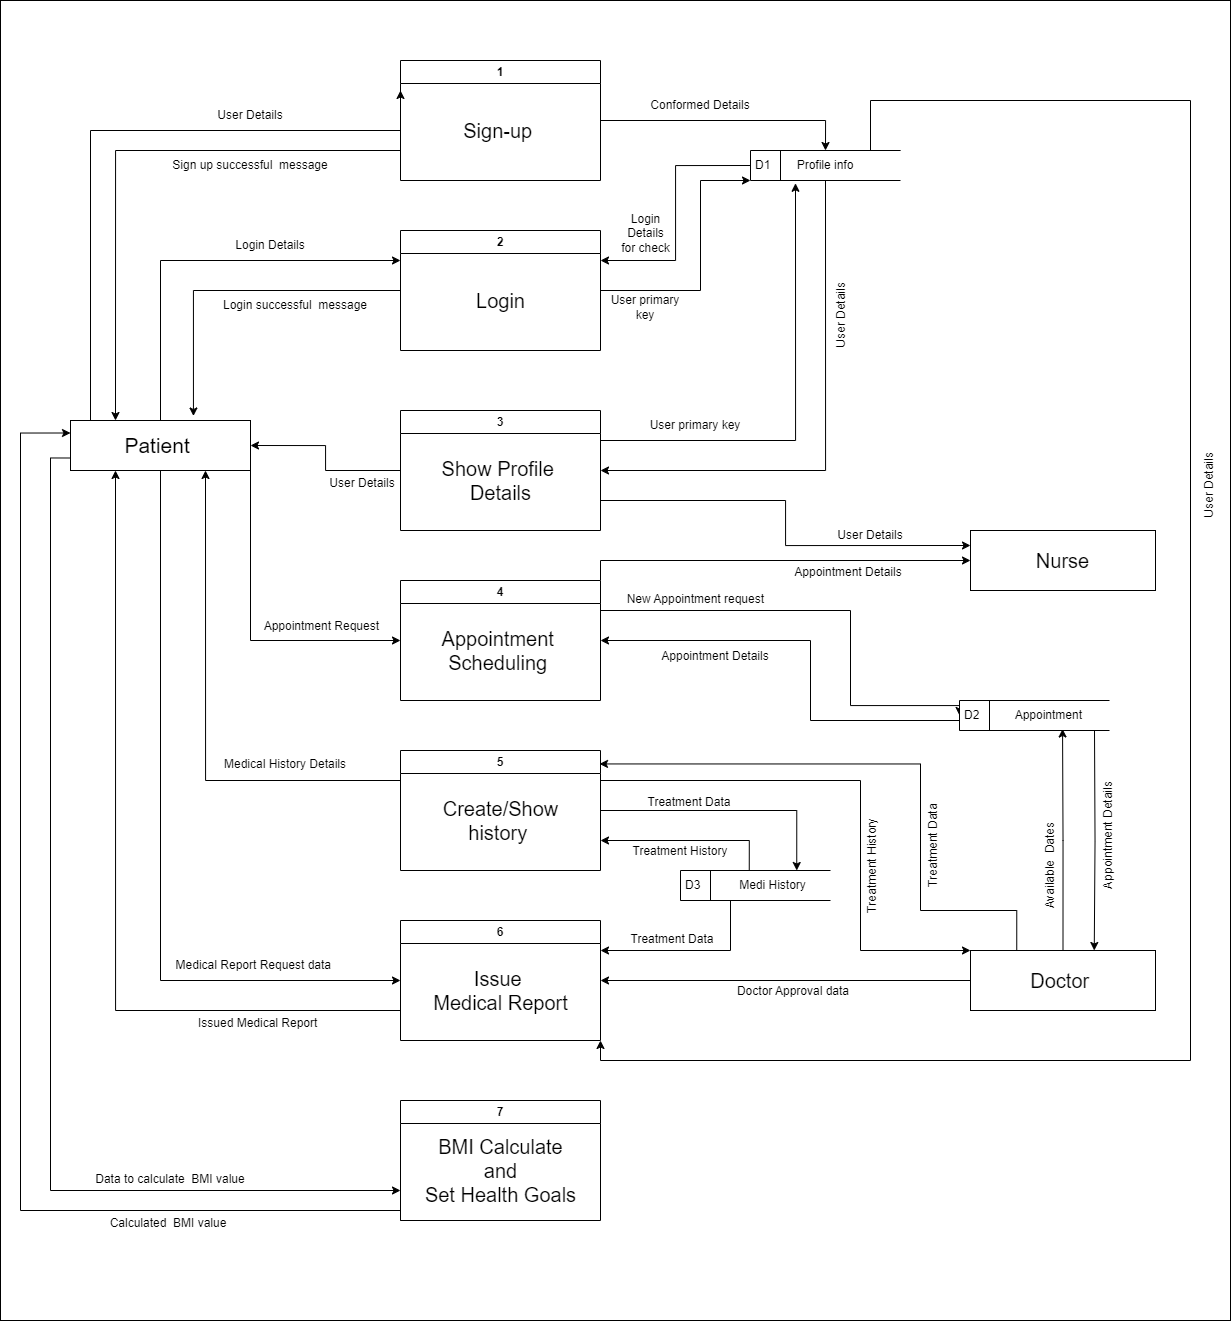 1
Sign-up
User Details
Sign up successful  message
Conformed Details
D1
Profile info
2
Login
Login Details
Login successful  message
Login
Details
for check
User primary
key
User Details
3
Show Profile
Details
Patient
User Details
User primary key
User Details
User Details
Nurse
4
Appointment
Scheduling
Appointment Details
New Appointment request
Appointment Request
Appointment Details
D2
Appointment
5
Create/Show
history
Medical History Details
Treatment Data
Treatment History
D3
Medi History
Treatment History
Treatment Data
Available  Dates
Appointment Details
6
Issue
Medical Report
Treatment Data
Medical Report Request data
Issued Medical Report
Doctor Approval data
Doctor
7
BMI Calculate
and
Set Health Goals
Data to calculate  BMI value
Calculated  BMI value